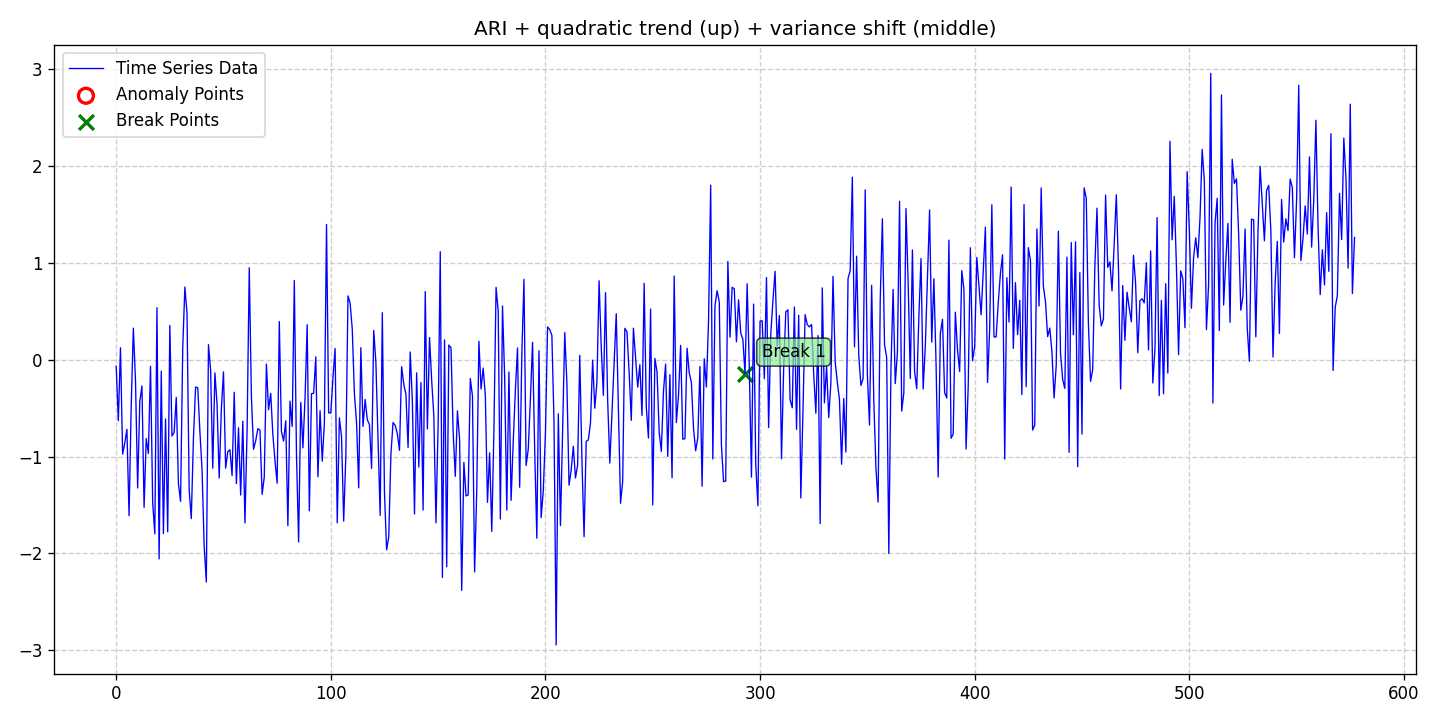 ARI + quadratic trend (up) + variance shift (middle)
Time Series Data
Anomaly Points
Break Points
Break 1
3
2
1
0
−1
−2
−3
0 100 200 300 400 500 600